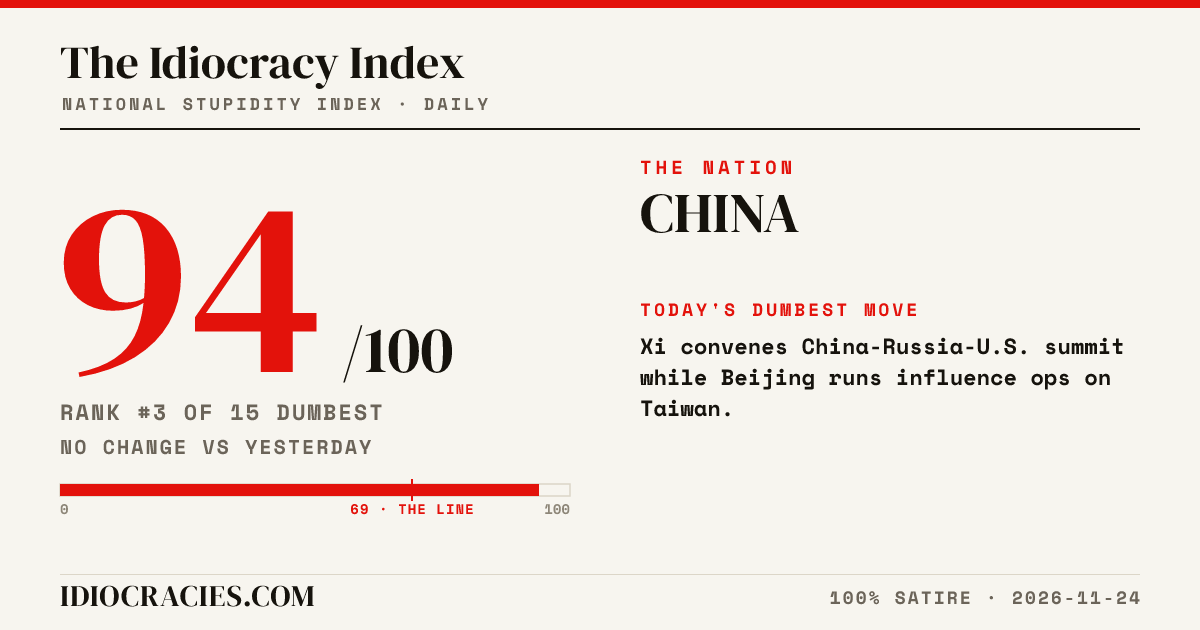 The Idiocracy Index
NATIONAL STUPIDITY INDEX · DAILY
94 /100
RANK #3 OF 15 DUMBEST
NO CHANGE VS YESTERDAY
0
69 · THE LINE
100
THE NATION
CHINA
TODAY'S DUMBEST MOVE
Xi convenes China-Russia-U.S. summit
while Beijing runs influence ops on
Taiwan.
IDIOCRACIES.COM
100% SATIRE · 2026-11-24